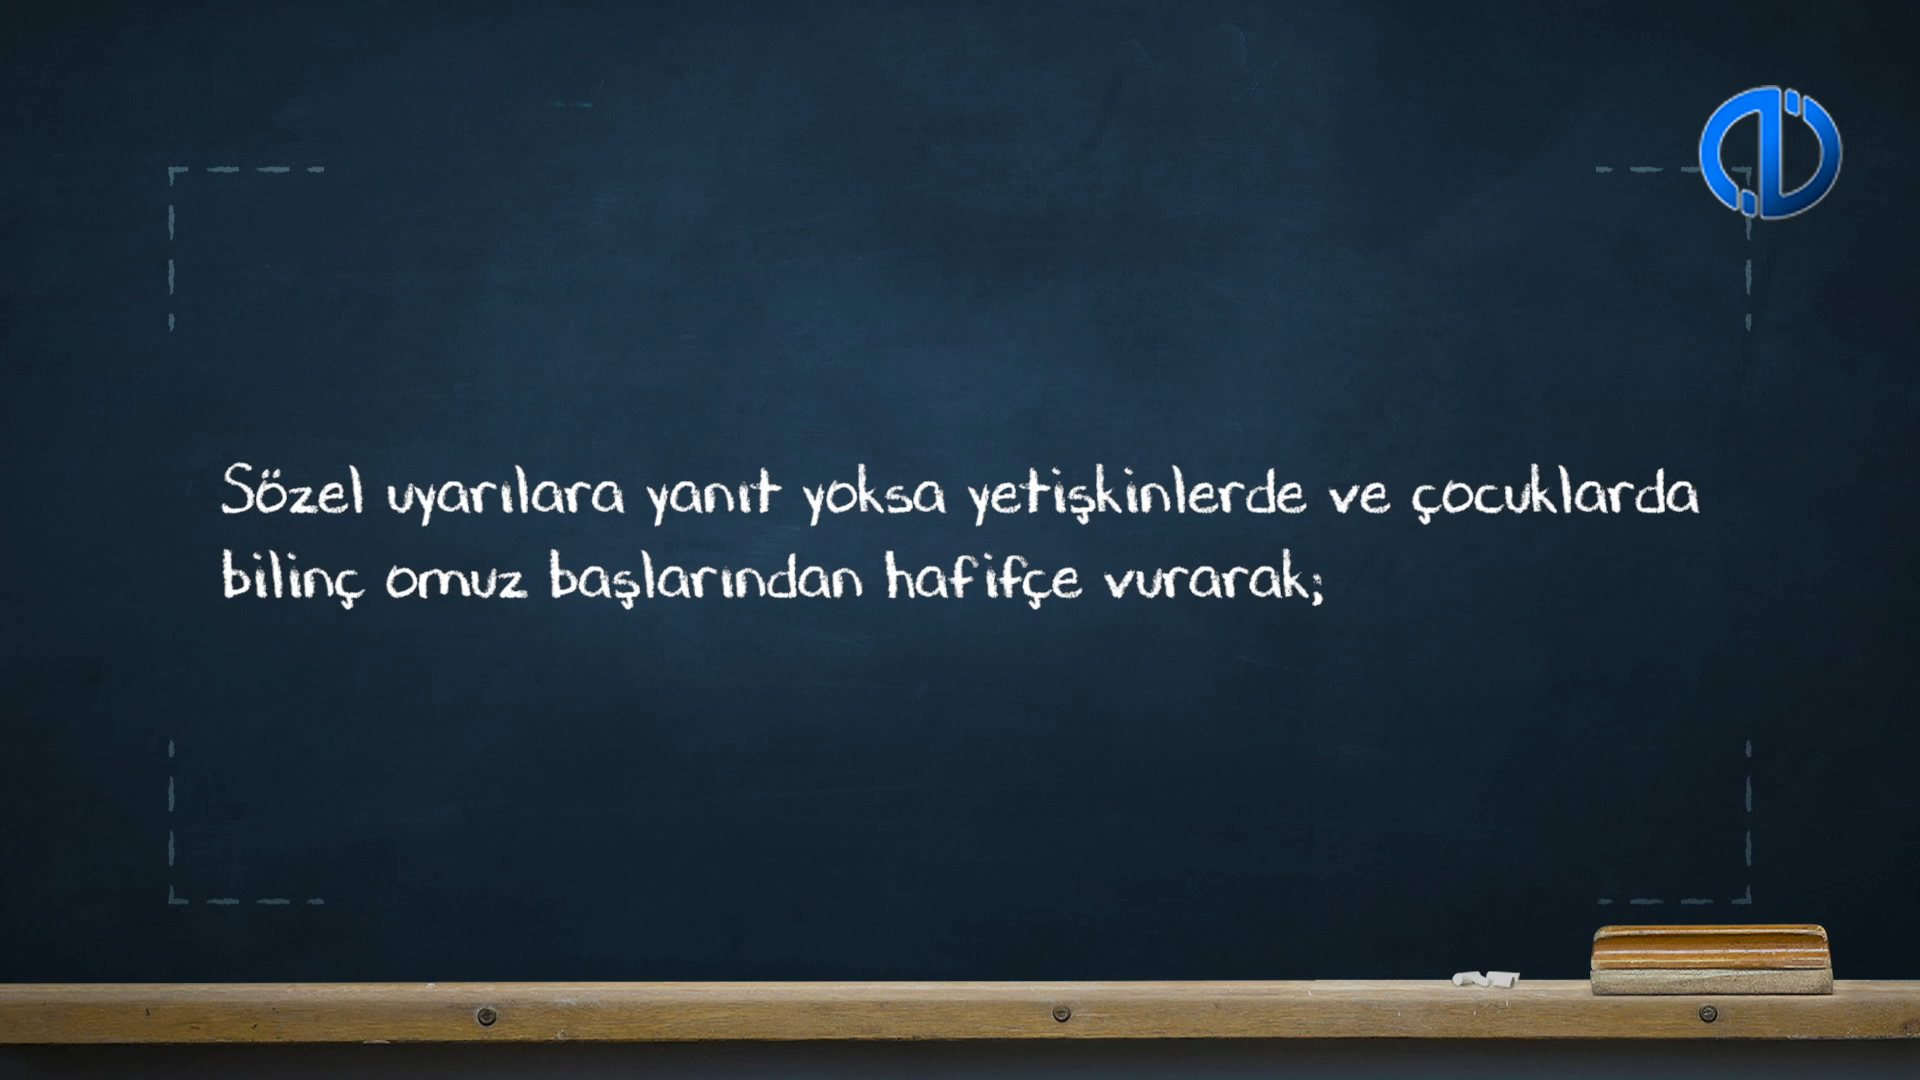 Sözel uyarılara yanıt yoksa yetişkinlerde ve çocuklarda
bilinç omuz başlarından hafifçe vurarak;